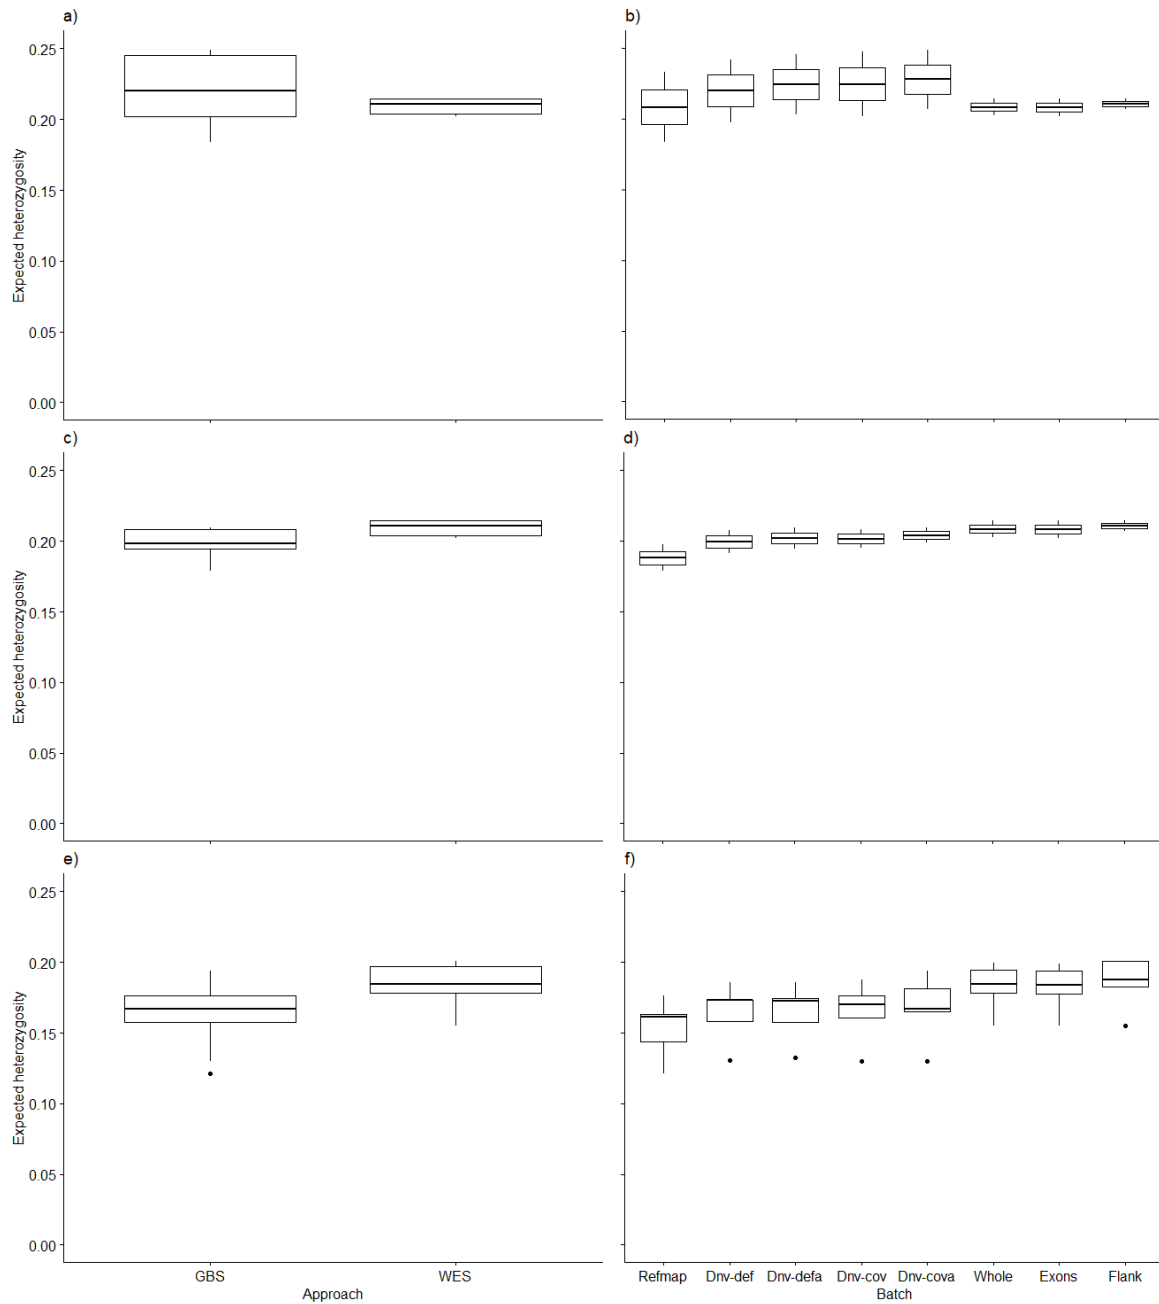 a)
b)
Expected heterozygosity
0.25
0.20
0.15
0.10
0.05
0.00
c)
d)
Expected heterozygosity
0.25
0.20
0.15
0.10
0.05
0.00
e)
f)
Expected heterozygosity
0.25
0.20
0.15
0.10
0.05
0.00
GBS WES
Approach
Refmap Dnv-def Dnv-defa Dnv-cov Dnv-cova Whole Exons Flank
Batch